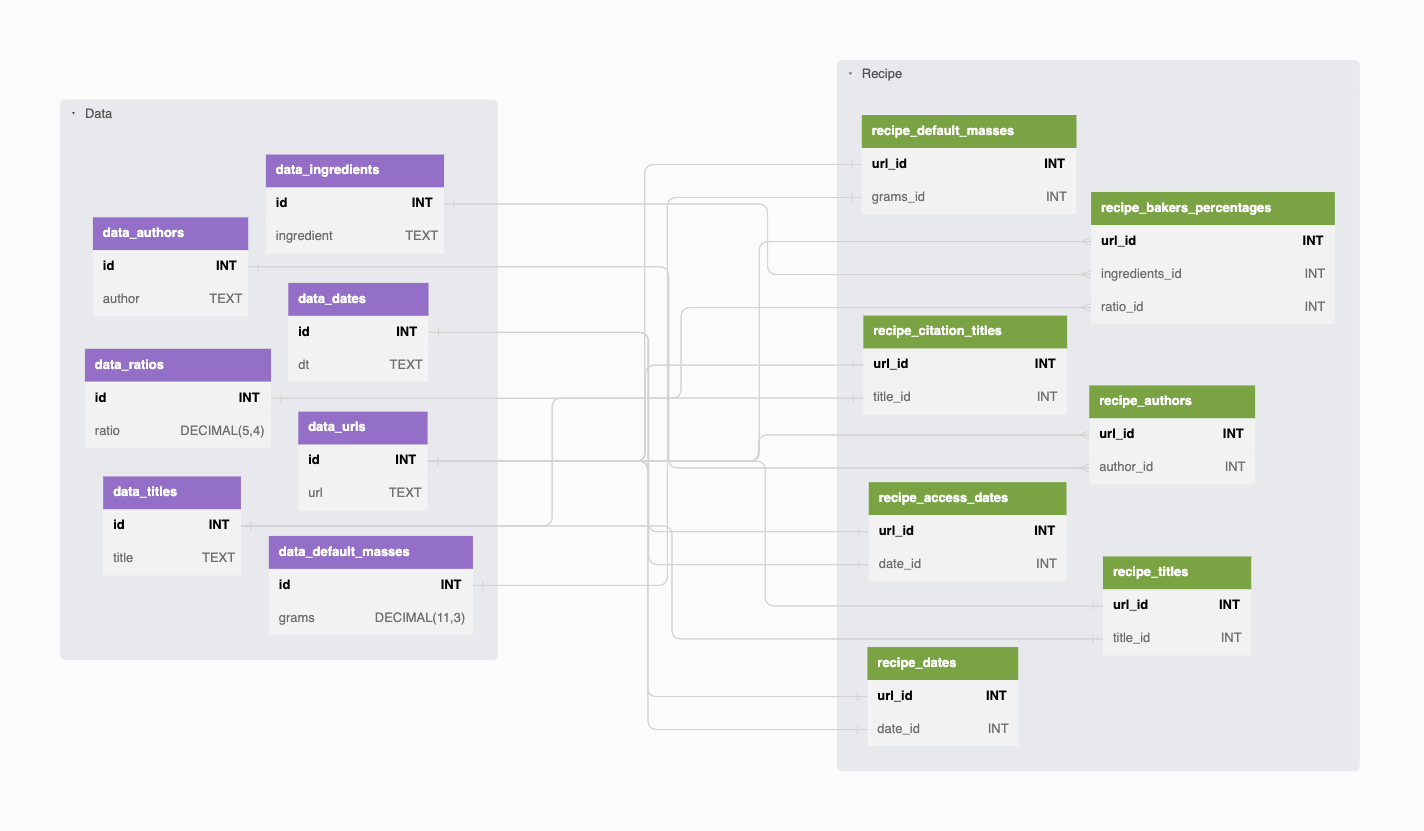 Data
data_ingredients
id INT
ingredient TEXT
data_authors
id INT
author TEXT
data_dates
id INT
dt TEXT
data_ratios
id INT
ratio DECIMAL(5,4)
data_urls
id INT
url TEXT
data_titles
id INT
title TEXT
data_default_masses
id INT
grams DECIMAL(11,3)
Recipe
recipe_default_masses
url_id INT
grams_id INT
recipe_bakers_percentages
url_id INT
ingredients_id INT
ratio_id INT
recipe_citation_titles
url_id INT
title_id INT
recipe_authors
url_id INT
author_id INT
recipe_access_dates
url_id INT
date_id INT
recipe_titles
url_id INT
title_id INT
recipe_dates
url_id INT
date_id INT